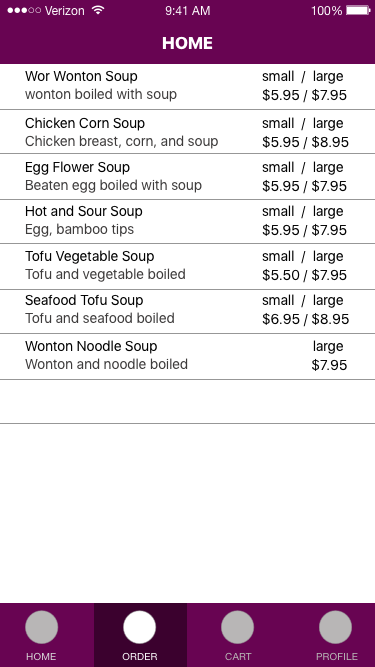 Verizon 9:41 AM 100%
HOME
Wor Wonton Soup small / large
wonton boiled with soup $5.95 / $7.95
Chicken Corn Soup small / large
Chicken breast, corn, and soup $5.95 / $8.95
Egg Flower Soup small / large
Beaten egg boiled with soup $5.95 / $7.95
Hot and Sour Soup small / large
Egg, bamboo tips $5.95 / $7.95
Tofu Vegetable Soup small / large
Tofu and vegetable boiled $5.50 / $7.95
Seafood Tofu Soup small / large
Tofu and seafood boiled $6.95 / $8.95
Wonton Noodle Soup large
Wonton and noodle boiled $7.95
HOME ORDER CART PROFILE